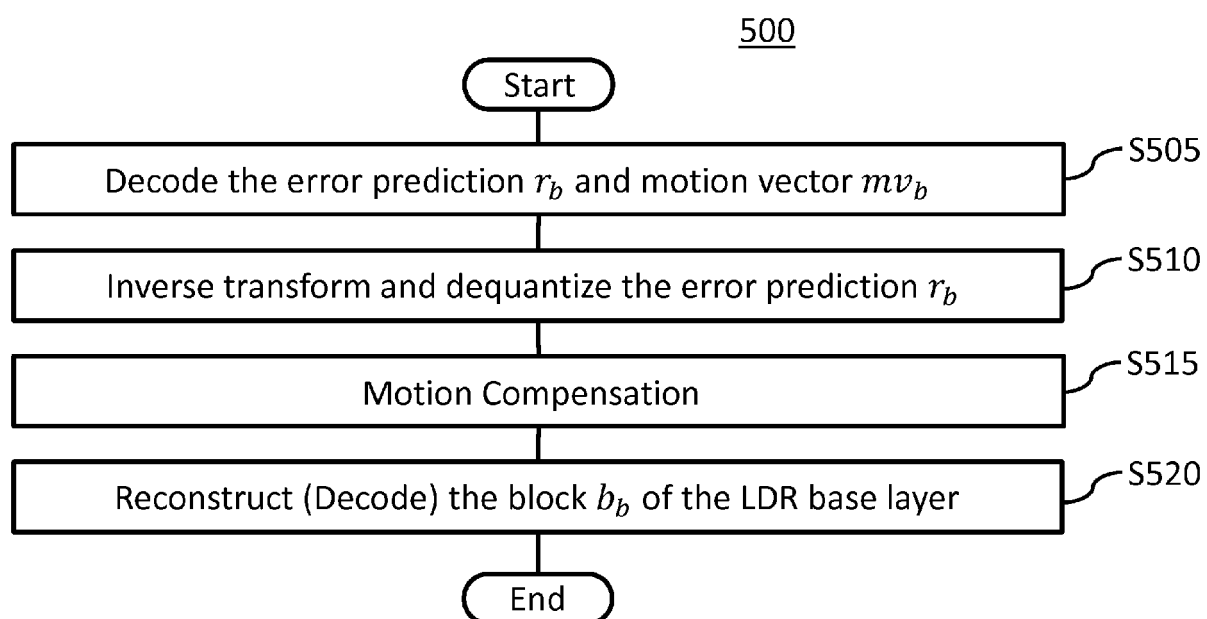 500
Start
Decode the error prediction r_b and motion vector mv_b
S505
Inverse transform and dequantize the error prediction r_b
S510
Motion Compensation
S515
Reconstruct (Decode) the block b_b of the LDR base layer
S520
End